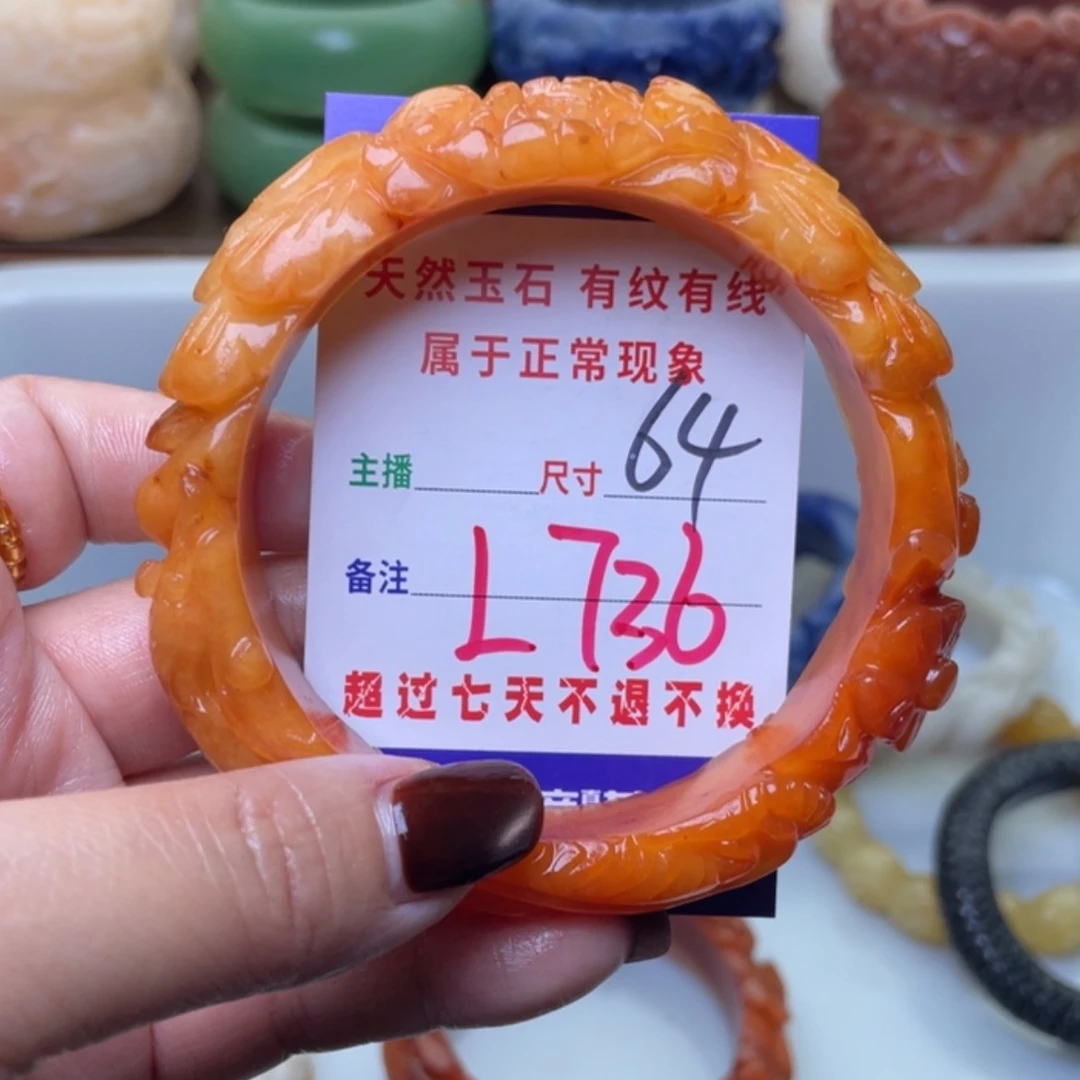 天然玉石 有纹有线
属于正常现象
主播 尺寸 64
备注 L 736
超过七天不退不换